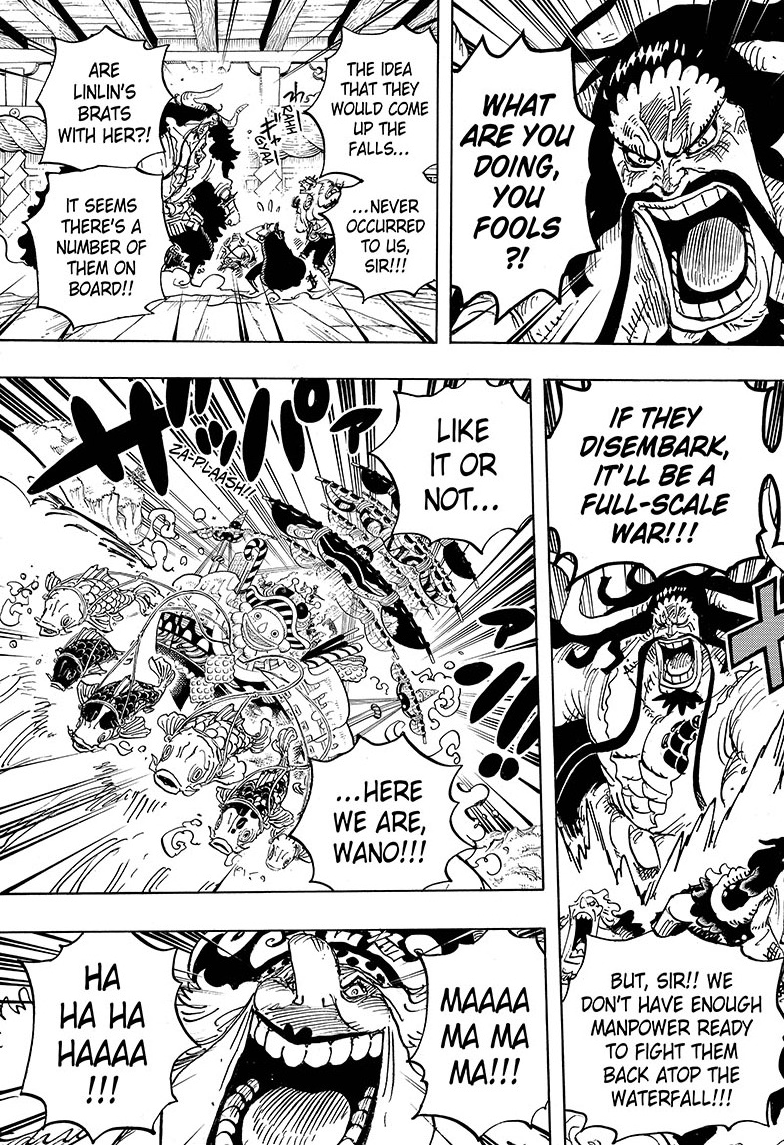 WHAT
ARE YOU
DOING,
YOU
FOOLS
?!
THE IDEA
THAT THEY
WOULD COME
UP THE
FALLS...
...NEVER
OCCURRED
TO US,
SIR!!!
ARE
LINLIN'S
BRATS
WITH HER?!
IT SEEMS
THERE'S A
NUMBER OF
THEM ON
BOARD!!
IF THEY
DISEMBARK,
IT'LL BE A
FULL-SCALE
WAR!!!
BUT, SIR!! WE
DON'T HAVE ENOUGH
MANPOWER READY
TO FIGHT THEM
BACK ATOP THE
WATERFALL!!!
LIKE
IT OR
NOT...
ZA-PLAASH!!
...HERE
WE ARE,
WANO!!!
MAAAA
MA MA
MA!!!
HA
HA HA
HAAAA
!!!